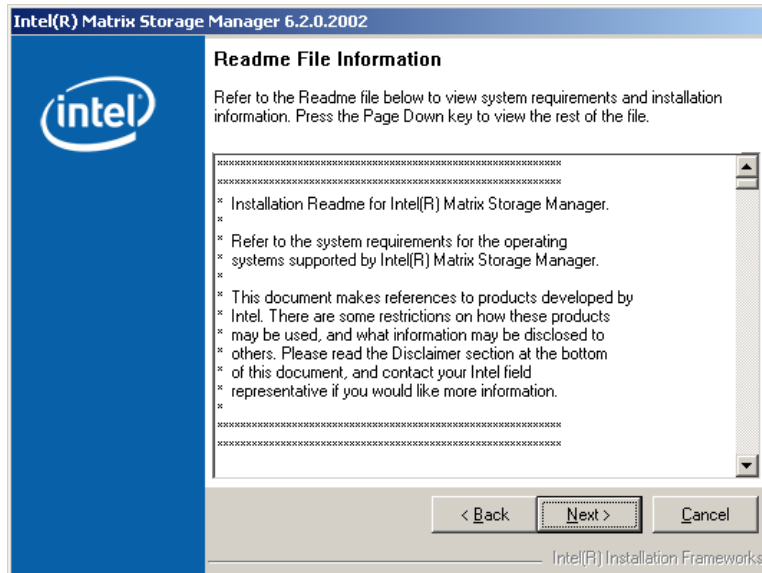 Intel(R) Matrix Storage Manager 6.2.0.2002
intel
Readme File Information
Refer to the Readme file below to view system requirements and installation
information. Press the Page Down key to view the rest of the file.
************************************************************
************************************************************
* Installation Readme for Intel(R) Matrix Storage Manager.
*
* Refer to the system requirements for the operating
* systems supported by Intel(R) Matrix Storage Manager.
*
* This document makes references to products developed by
* Intel. There are some restrictions on how these products
* may be used, and what information may be disclosed to
* others. Please read the Disclaimer section at the bottom
* of this document, and contact your Intel field
* representative if you would like more information.
*
************************************************************
************************************************************
< Back
Next >
Cancel
Intel(R) Installation Frameworks